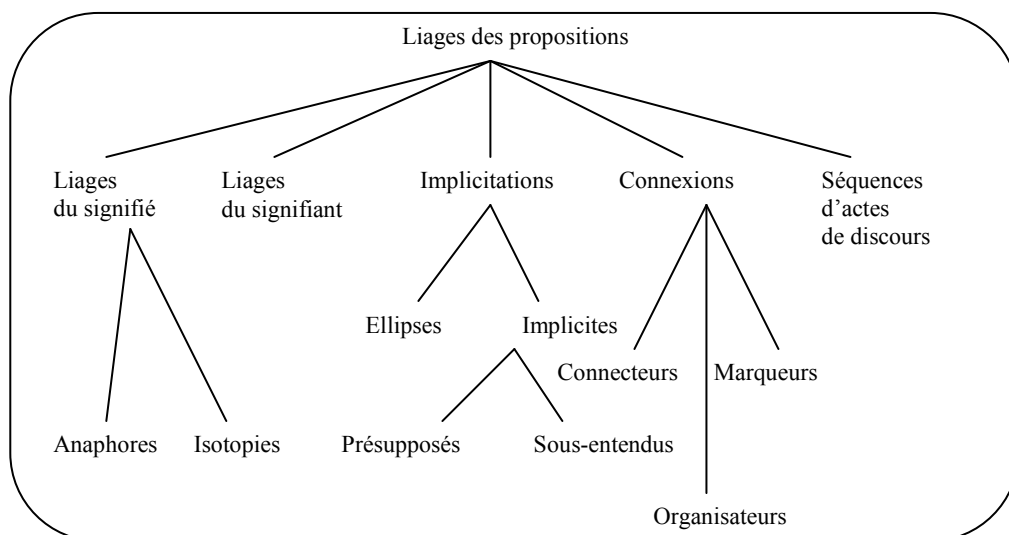 Liages des propositions
Liages
du signifié
Liages
du signifiant
Implicitations
Connexions
Séquences
d'actes
de discours
Ellipses
Implicites
Connecteurs
Marqueurs
Anaphores
Isotopies
Présupposés
Sous-entendus
Organisateurs